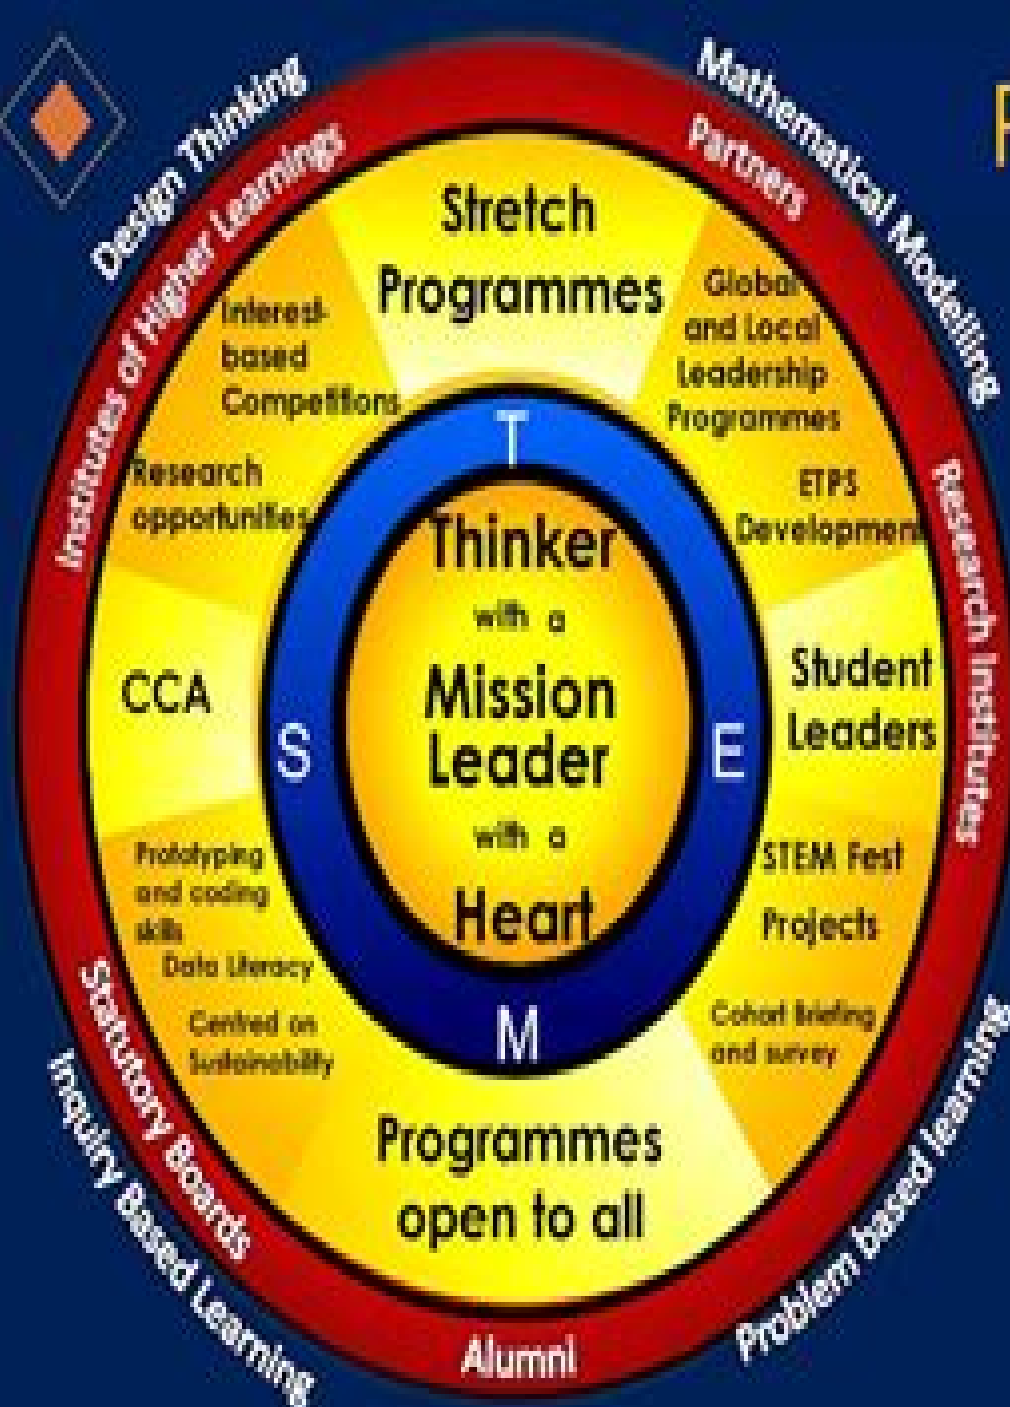 Design Thinking
Mathematical Modelling
Institutes of Higher Learnings
Partners
Stretch
Programmes
Interest-
based
Competitions
Research
opportunities
Global
and Local
Leadership
Programmes
ETPS
Development
T
Thinker
with a
Mission
Leader
with a
Heart
S
E
M
CCA
Student
Leaders
Research Institutes
Prototyping
and coding
skills
Data Literacy
Centred on
Sustainability
STEM Fest
Projects
Cohort Briefing
and survey
Programmes
open to all
Statutory Boards
Alumni
Inquiry Based Learning
Problem based learning